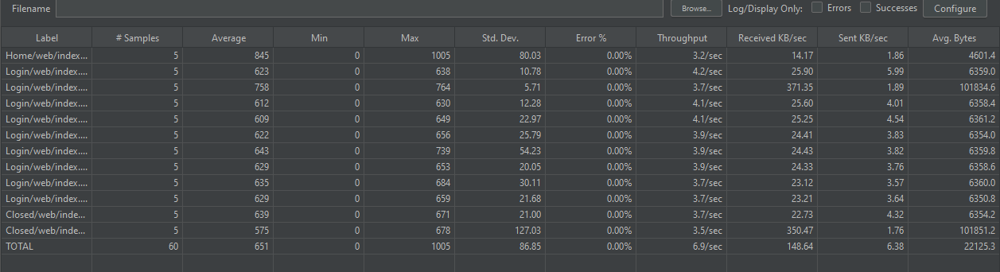 Filename Browse... Log/Display Only: Errors Successes Configure
Label # Samples Average Min Max Std. Dev. Error % Throughput Received KB/sec Sent KB/sec Avg. Bytes
Home/web/index.... 5 845 0 1005 80.03 0.00% 3.2/sec 14.17 1.86 4601.4
Login/web/index.... 5 623 0 638 10.78 0.00% 4.2/sec 25.90 5.99 6359.0
Login/web/index.... 5 758 0 764 5.71 0.00% 3.7/sec 371.35 1.89 101834.6
Login/web/index.... 5 612 0 630 12.28 0.00% 4.1/sec 25.60 4.01 6358.4
Login/web/index.... 5 609 0 649 22.97 0.00% 4.1/sec 25.25 4.54 6361.2
Login/web/index.... 5 622 0 656 25.79 0.00% 3.9/sec 24.41 3.83 6354.0
Login/web/index.... 5 643 0 739 54.23 0.00% 3.9/sec 24.43 3.82 6359.8
Login/web/index.... 5 629 0 653 20.05 0.00% 3.9/sec 24.33 3.76 6358.6
Login/web/index.... 5 635 0 684 30.11 0.00% 3.7/sec 23.12 3.57 6360.0
Login/web/index.... 5 629 0 659 21.68 0.00% 3.7/sec 23.21 3.64 6350.8
Closed/web/inde... 5 639 0 671 21.00 0.00% 3.7/sec 22.73 4.32 6354.2
Closed/web/inde... 5 575 0 678 127.03 0.00% 3.5/sec 350.47 1.76 101851.2
TOTAL 60 651 0 1005 86.85 0.00% 6.9/sec 148.64 6.38 22125.3